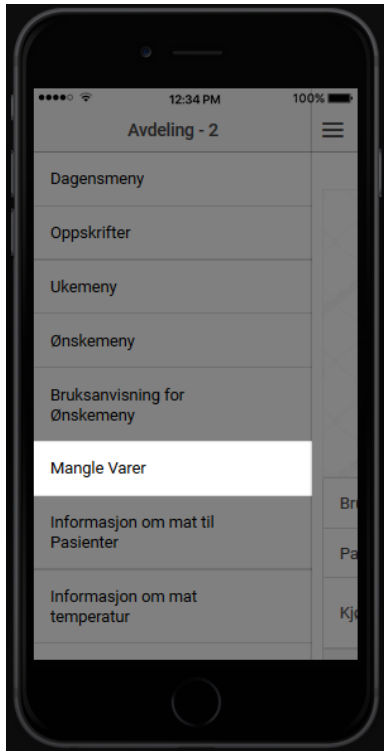 12:34 PM
100%
Avdeling - 2
Dagensmeny
Oppskrifter
Ukemeny
Ønskemeny
Bruksanvisning for
Ønskemeny
Mangle Varer
Informasjon om mat til
Pasienter
Informasjon om mat
temperatur